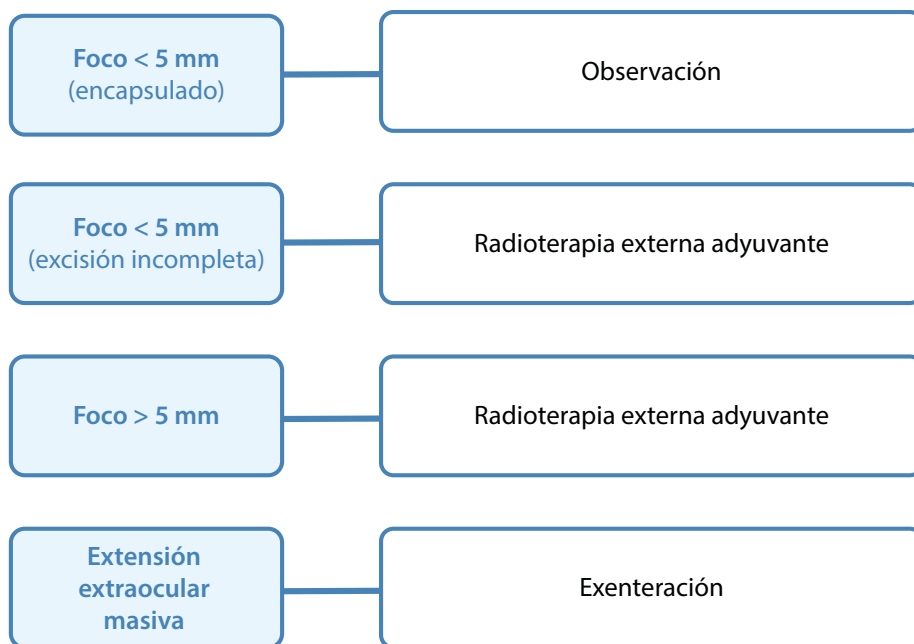 Foco < 5 mm
(encapsulado)
Observación
Foco < 5 mm
(excisión incompleta)
Radioterapia externa adyuvante
Foco > 5 mm
Radioterapia externa adyuvante
Extensión
extraocular
masiva
Exenteración